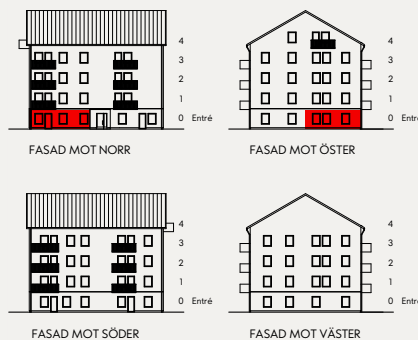 4
3
2
1
0 Entré
FASAD MOT NORR
4
3
2
1
0 Entré
FASAD MOT ÖSTER
4
3
2
1
0 Entré
FASAD MOT SÖDER
4
3
2
1
0 Entré
FASAD MOT VÄSTER